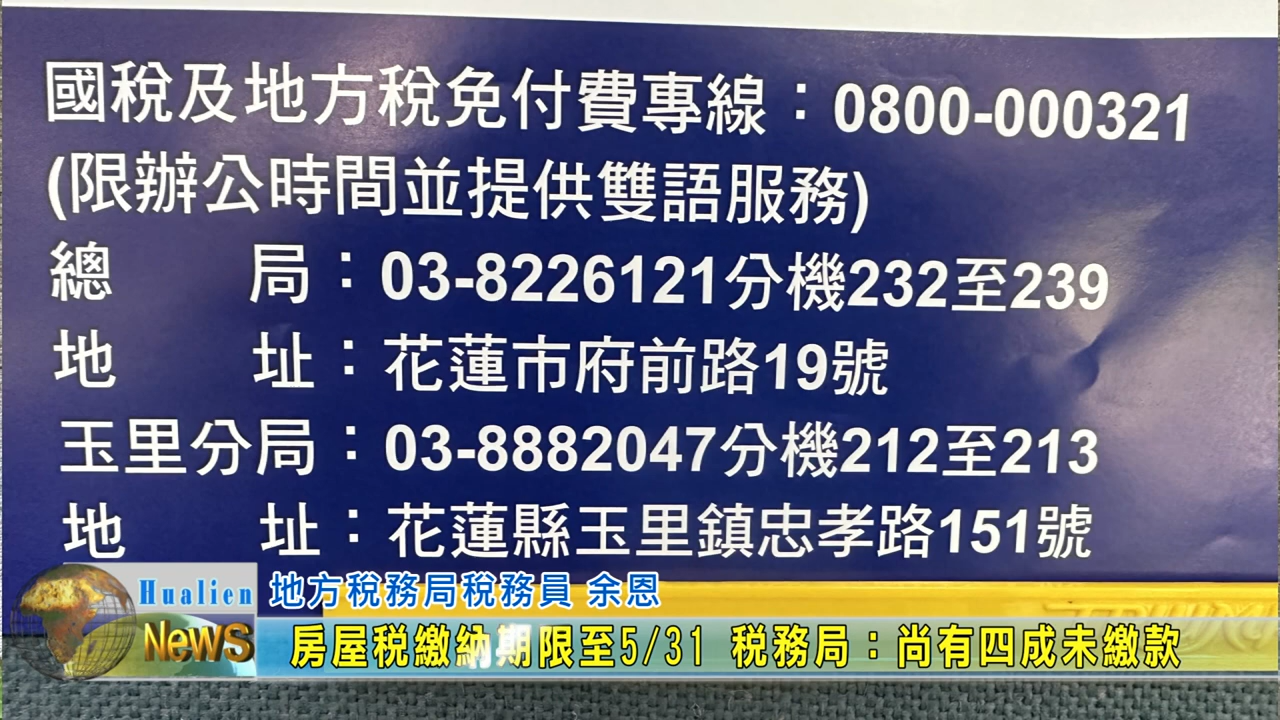 國稅及地方稅免付費專線：0800-000321
(限辦公時間並提供雙語服務)
總 局：03-8226121分機232至239
地 址：花蓮市府前路19號
玉里分局：03-8882047分機212至213
地 址：花蓮縣玉里鎮忠孝路151號
Hualien
News
地方稅務局稅務員 余恩
房屋稅繳納期限至5/31 稅務局：尚有四成未繳款